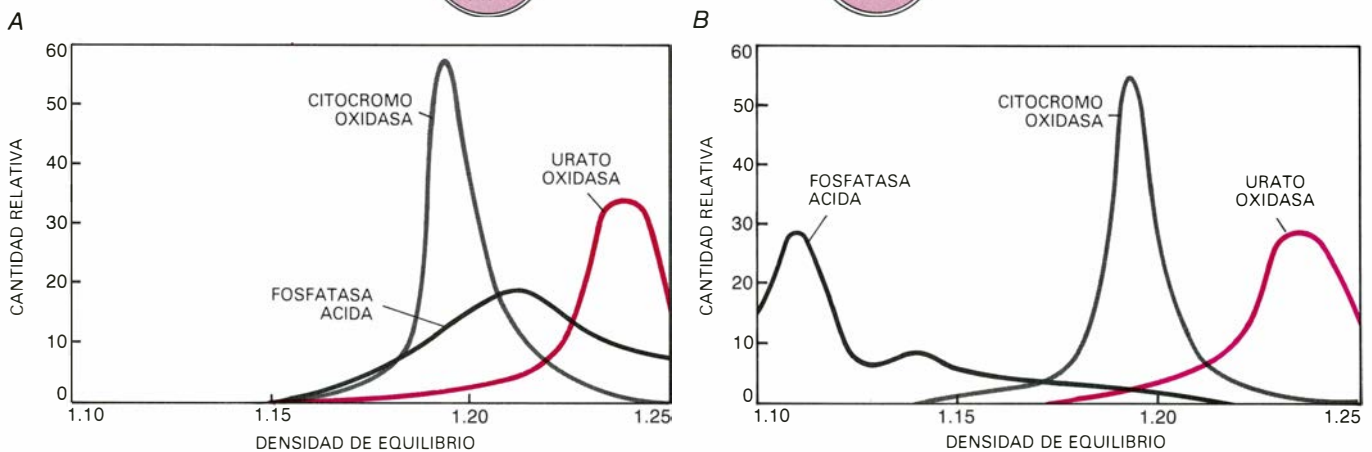 A
60
50
40
30
20
10
0
CANTIDAD RELATIVA
CITOCROMO
OXIDASA
URATO
OXIDASA
FOSFATASA
ACIDA
1.10
1.15
1.20
1.25
DENSIDAD DE EQUILIBRIO
B
60
50
40
30
20
10
0
CANTIDAD RELATIVA
FOSFATASA
ACIDA
CITOCROMO
OXIDASA
URATO
OXIDASA
1.10
1.15
1.20
1.25
DENSIDAD DE EQUILIBRIO